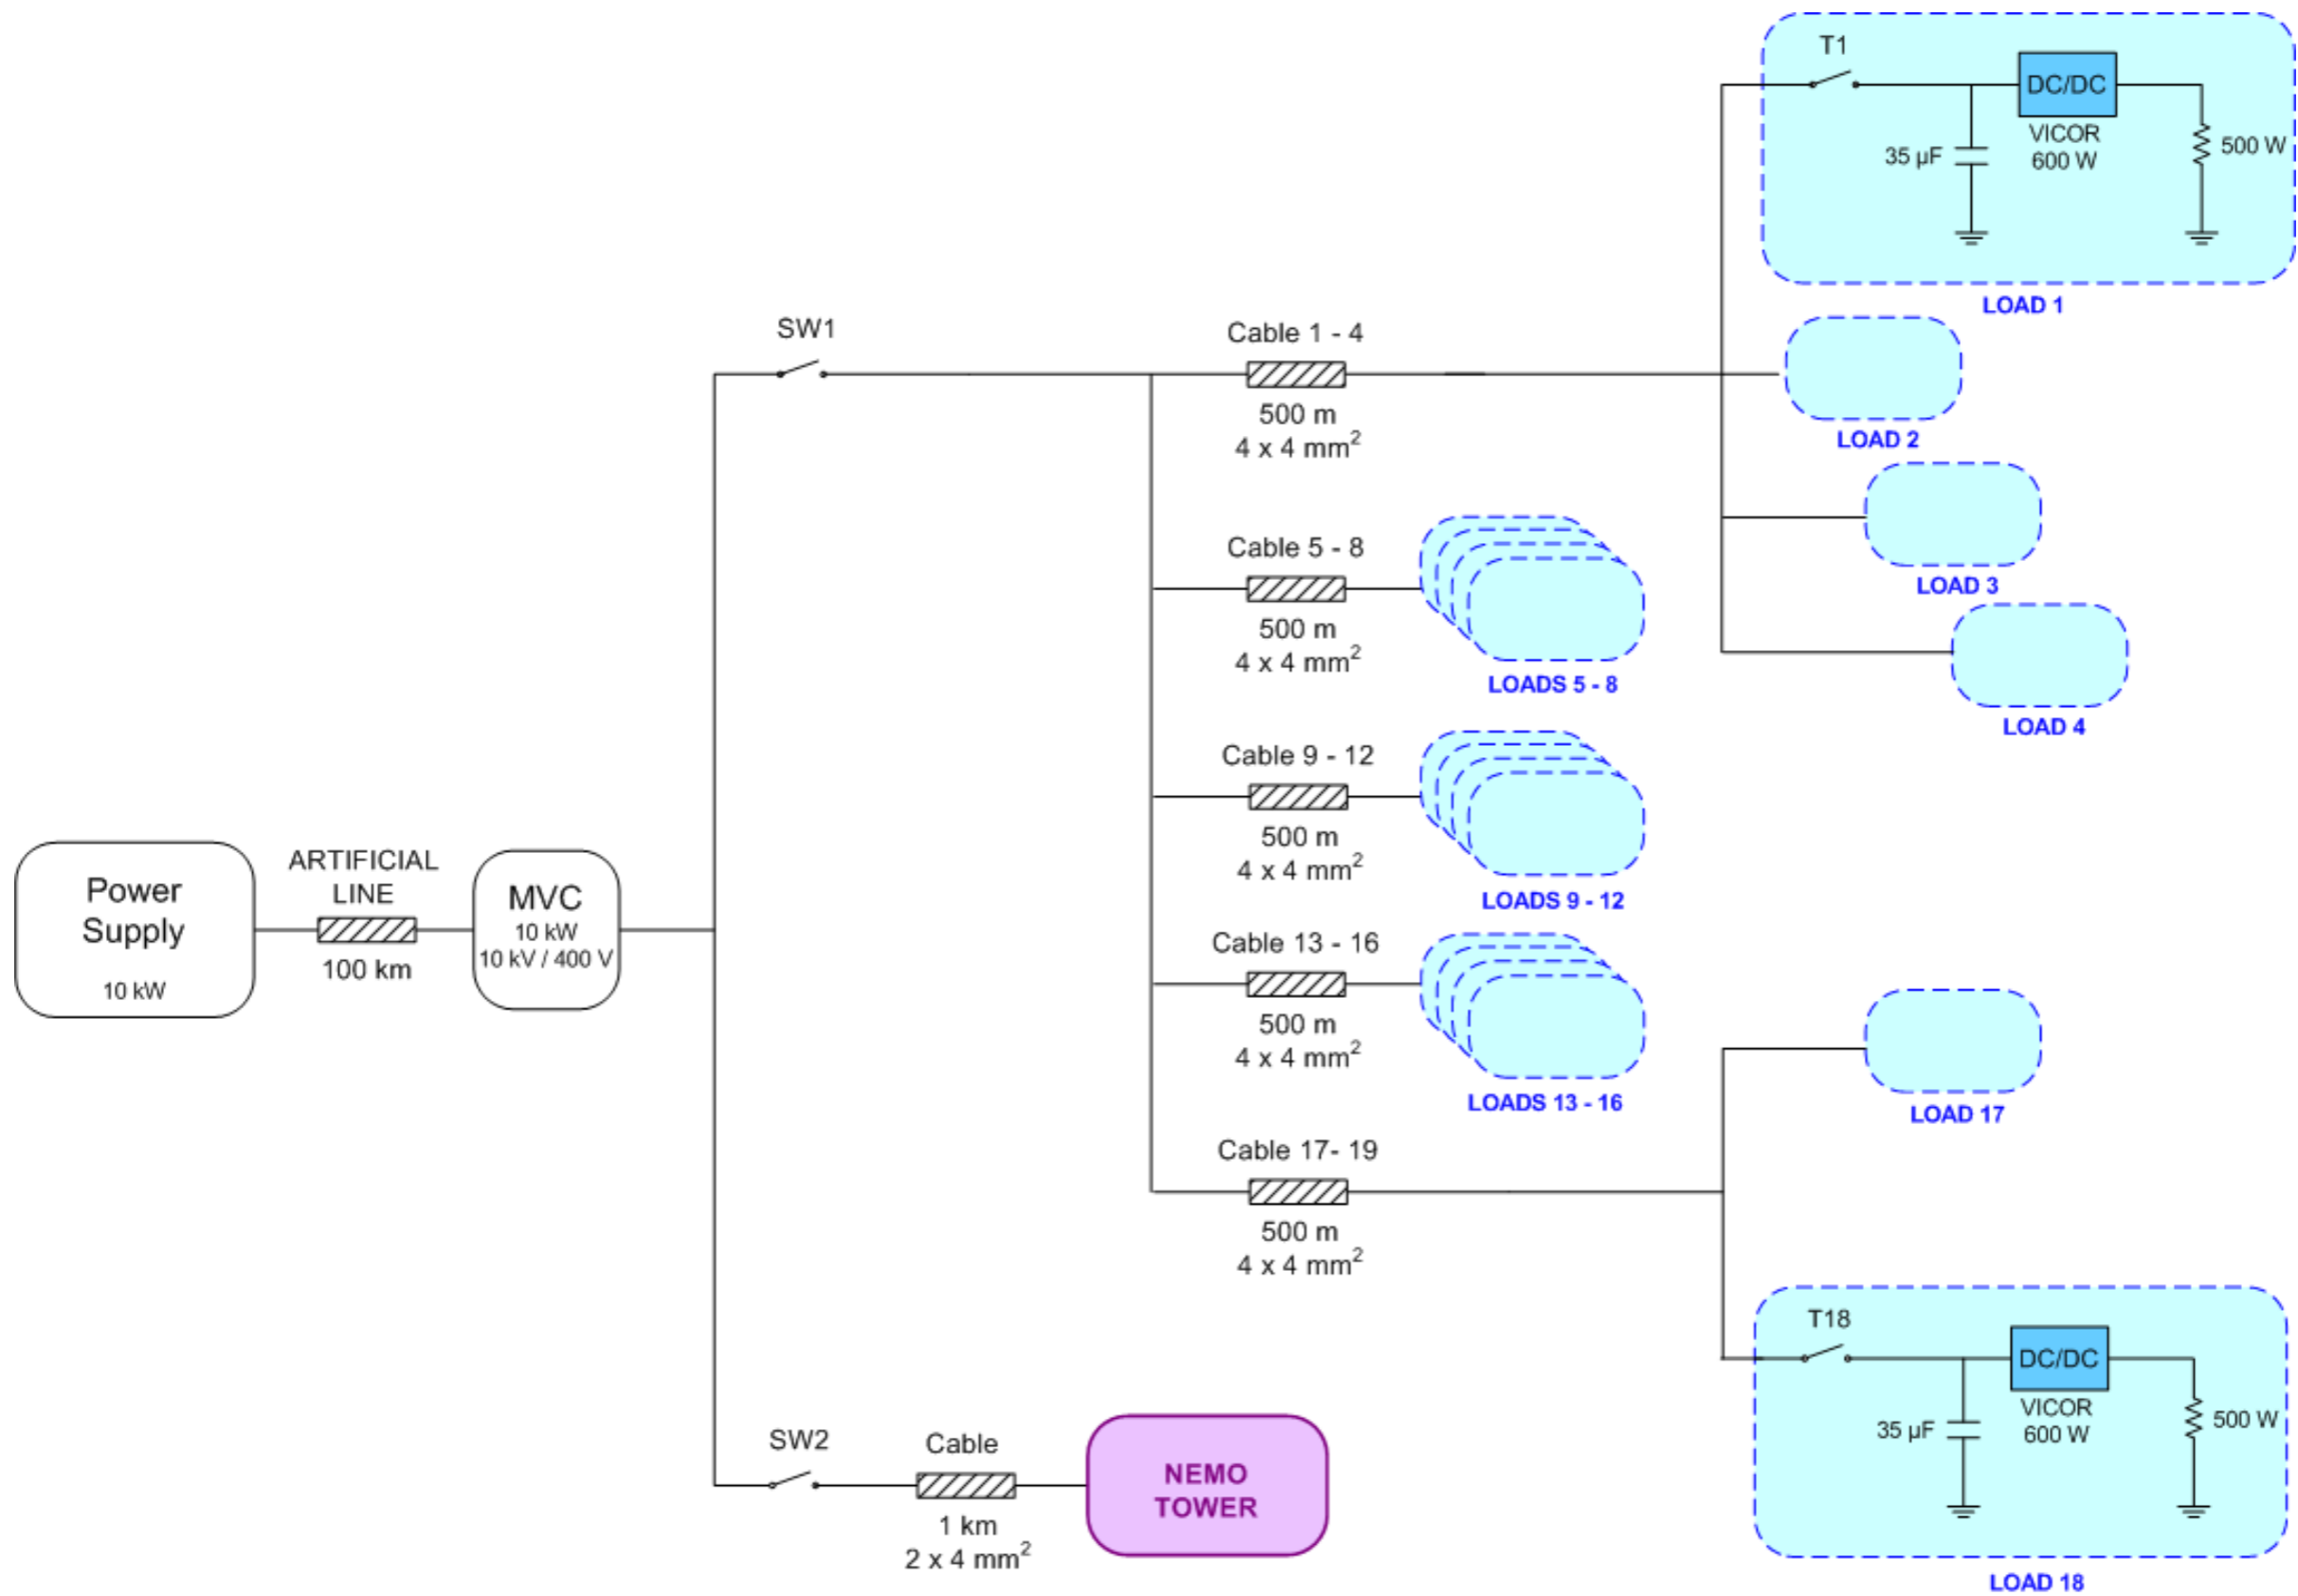 T1
DC/DC
VICOR
600 W
35 µF
500 W
LOAD 1
SW1
Cable 1 - 4
500 m
4 x 4 mm²
LOAD 2
LOAD 3
LOAD 4
Cable 5 - 8
500 m
4 x 4 mm²
LOADS 5 - 8
Cable 9 - 12
500 m
4 x 4 mm²
LOADS 9 - 12
Power
Supply
10 kW
ARTIFICIAL
LINE
100 km
MVC
10 kW
10 kV / 400 V
Cable 13 - 16
500 m
4 x 4 mm²
LOADS 13 - 16
LOAD 17
Cable 17- 19
500 m
4 x 4 mm²
T18
DC/DC
VICOR
600 W
35 µF
500 W
LOAD 18
SW2
Cable
1 km
2 x 4 mm²
NEMO
TOWER